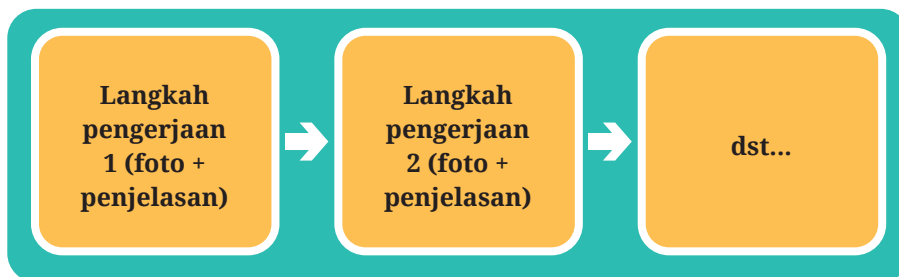 Langkah
pengerjaan
1 (foto +
penjelasan)
Langkah
pengerjaan
2 (foto +
penjelasan)
dst...